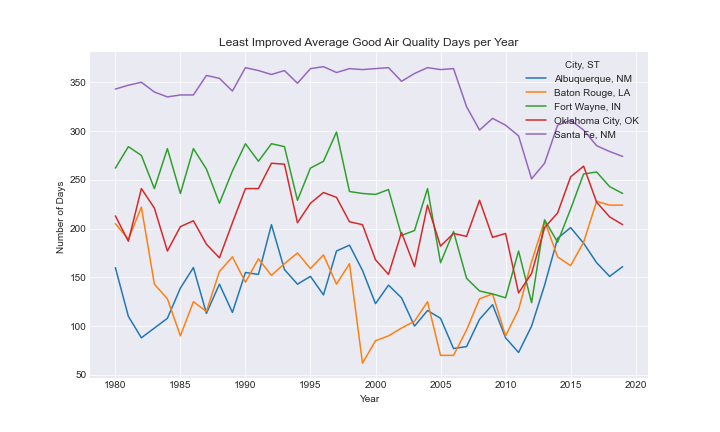 Least Improved Average Good Air Quality Days per Year
City, ST
Albuquerque, NM
Baton Rouge, LA
Fort Wayne, IN
Oklahoma City, OK
Santa Fe, NM
Number of Days
350
300
250
200
150
100
50
1980
1985
1990
1995
2000
2005
2010
2015
2020
Year